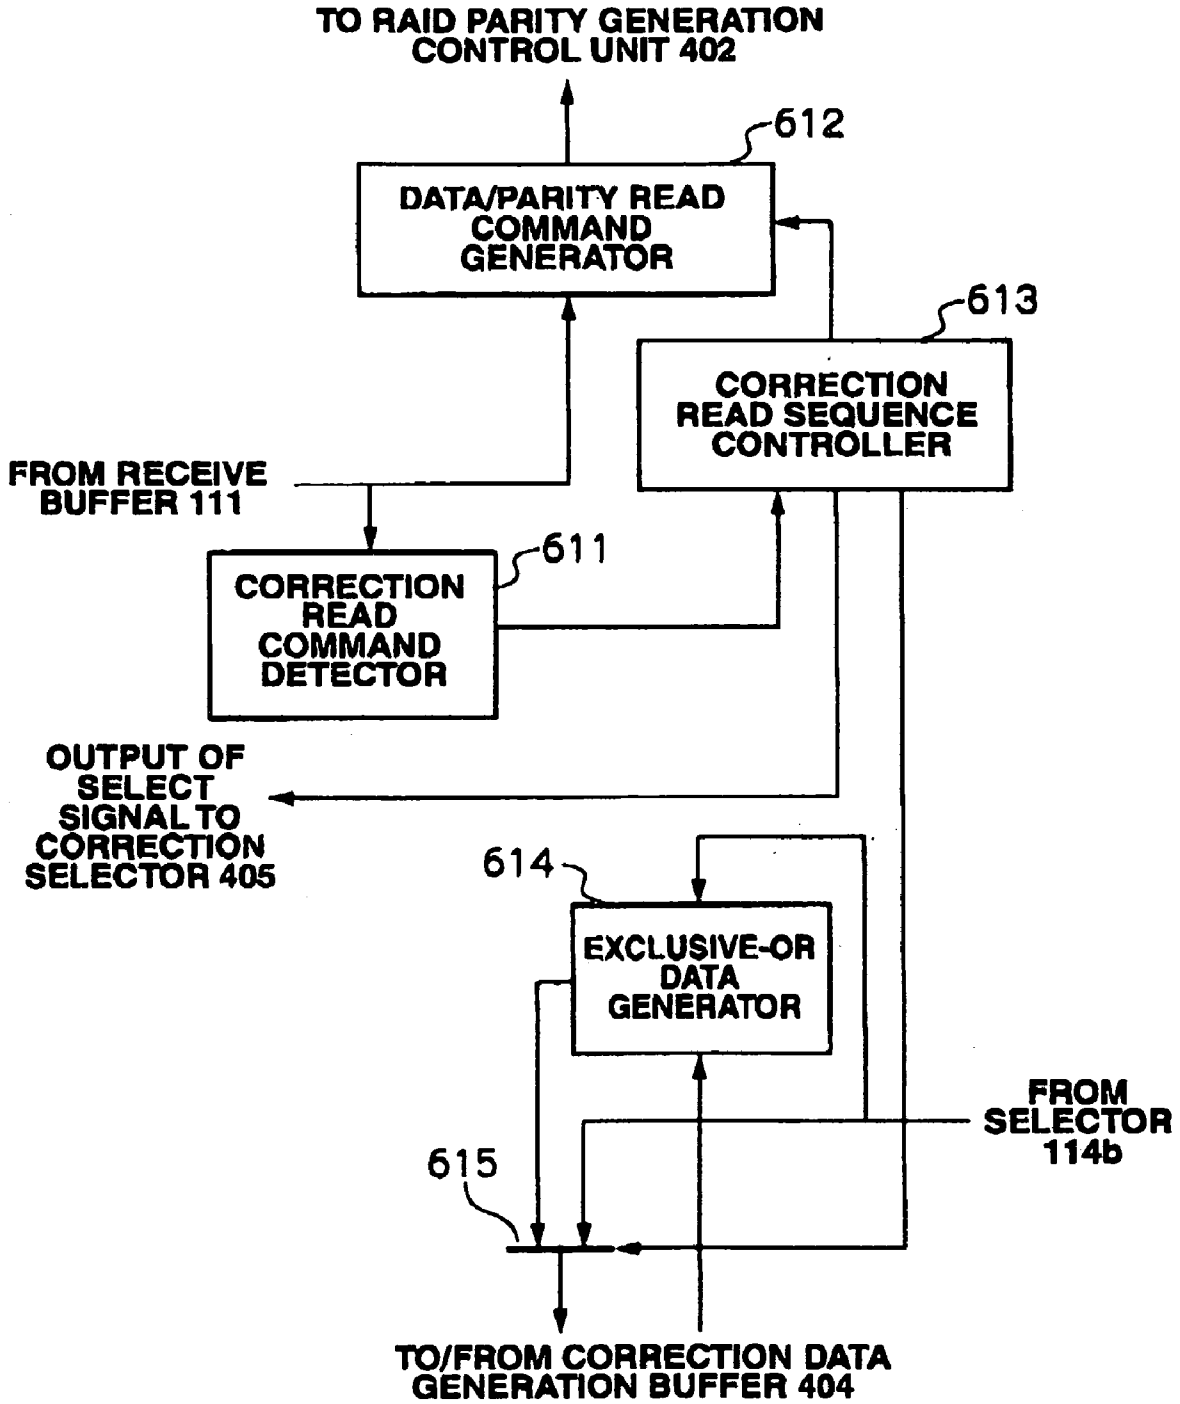 TO RAID PARITY GENERATION
CONTROL UNIT 402
612
DATA/PARITY READ
COMMAND
GENERATOR
613
CORRECTION
READ SEQUENCE
CONTROLLER
FROM RECEIVE
BUFFER 111
611
CORRECTION
READ
COMMAND
DETECTOR
OUTPUT OF
SELECT
SIGNAL TO
CORRECTION
SELECTOR 405
614
EXCLUSIVE-OR
DATA
GENERATOR
FROM
SELECTOR
114b
615
TO/FROM CORRECTION DATA
GENERATION BUFFER 404